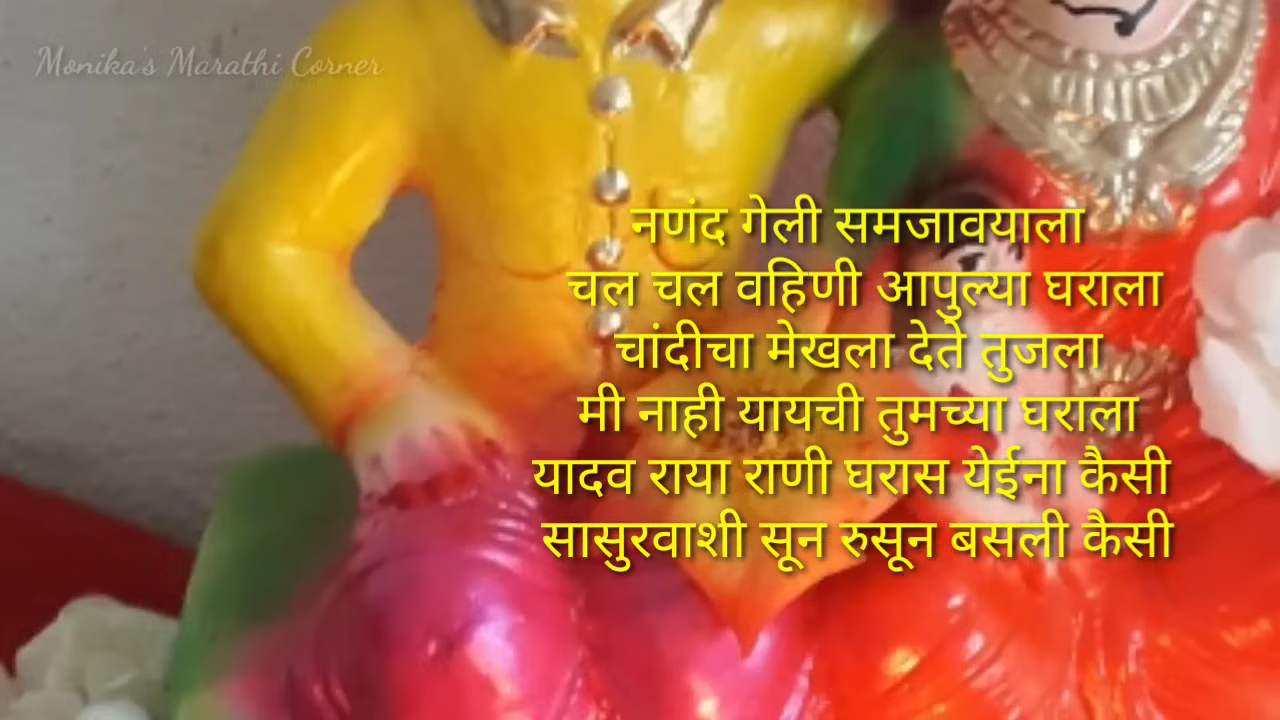 Monika's Marathi Corner
नणंद गेली समजावयाला
चल चल वहिणी आपुल्या घराला
चांदीचा मेखला देते तुजला
मी नाही यायची तुमच्या घराला
यादव राया राणी घरास येईना कैसी
सासुरवाशी सून रुसून बसली कैसी